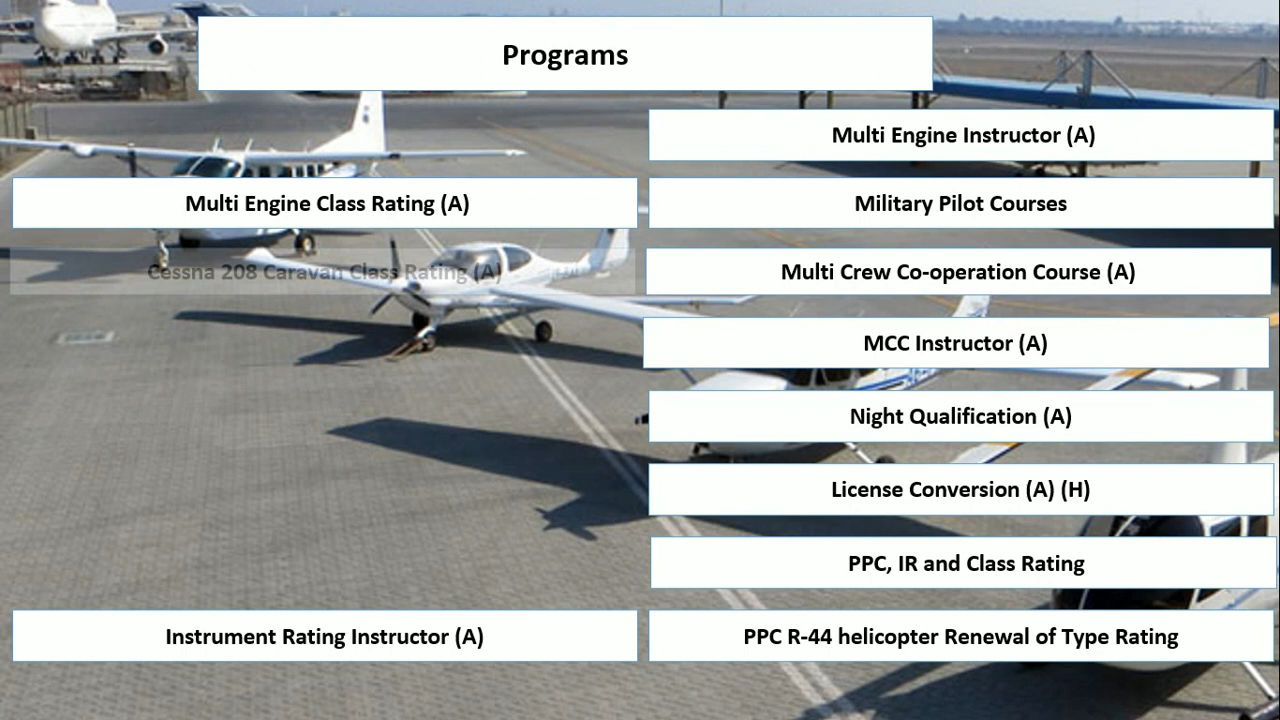 Programs
Multi Engine Class Rating (A)
Cessna 208 Caravan Class Rating (A)
Instrument Rating Instructor (A)
Multi Engine Instructor (A)
Military Pilot Courses
Multi Crew Co-operation Course (A)
MCC Instructor (A)
Night Qualification (A)
License Conversion (A) (H)
PPC, IR and Class Rating
PPC R-44 helicopter Renewal of Type Rating